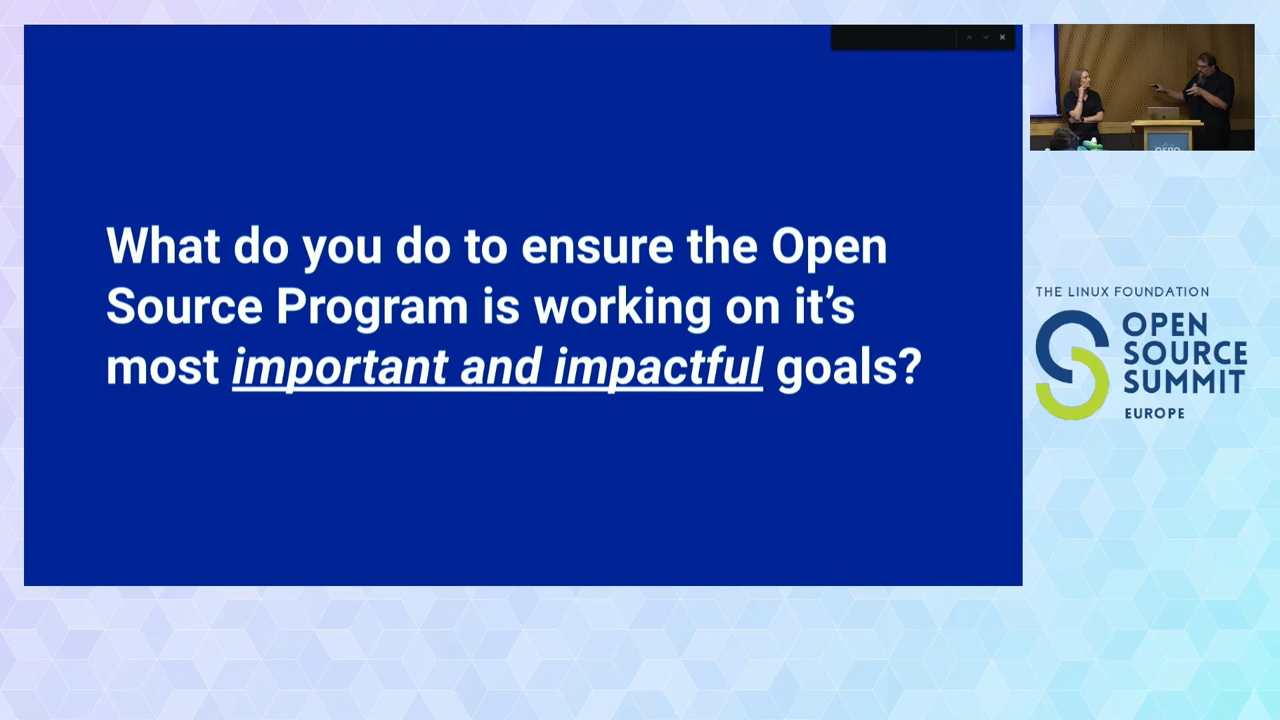 What do you do to ensure the Open
Source Program is working on it’s
most important and impactful goals?
THE LINUX FOUNDATION
OPEN
SOURCE
SUMMIT
EUROPE
OSPO